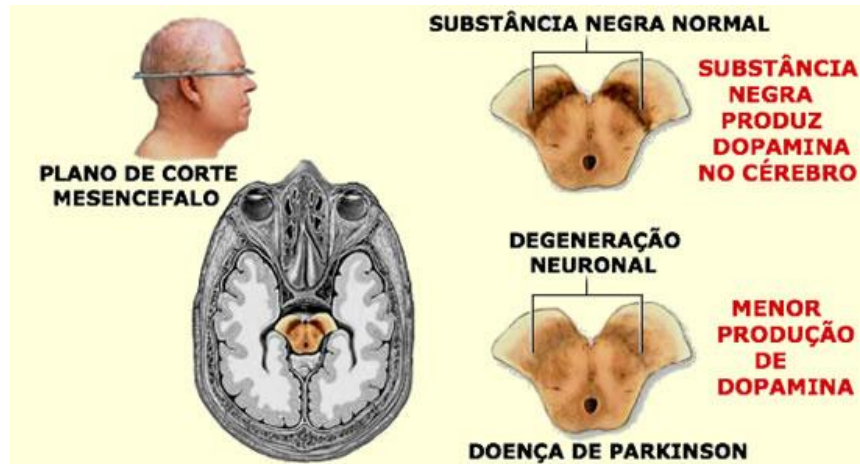 PLANO DE CORTE
MESENCEFALO
SUBSTÂNCIA NEGRA NORMAL
SUBSTÂNCIA
NEGRA
PRODUZ
DOPAMINA
NO CÉREBRO
DEGENERAÇÃO
NEURONAL
MENOR
PRODUÇÃO
DE
DOPAMINA
DOENÇA DE PARKINSON